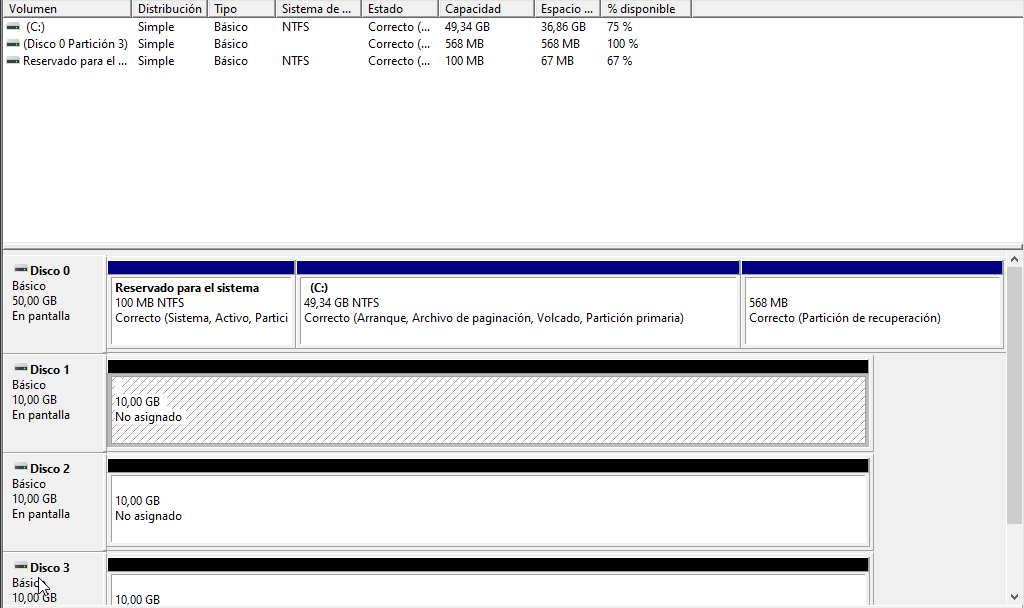 Volumen Distribución Tipo Sistema de ... Estado Capacidad Espacio ... % disponible
(C:) Simple Básico NTFS Correcto (... 49,34 GB 36,86 GB 75 %
(Disco 0 Partición 3) Simple Básico Correcto (... 568 MB 568 MB 100 %
Reservado para el ... Simple Básico NTFS Correcto (... 100 MB 67 MB 67 %
Disco 0
Básico
50,00 GB
En pantalla
Reservado para el sistema
100 MB NTFS
Correcto (Sistema, Activo, Partici
(C:)
49,34 GB NTFS
Correcto (Arranque, Archivo de paginación, Volcado, Partición primaria)
568 MB
Correcto (Partición de recuperación)
Disco 1
Básico
10,00 GB
En pantalla
10,00 GB
No asignado
Disco 2
Básico
10,00 GB
En pantalla
10,00 GB
No asignado
Disco 3
Básico
10,00 GB
10,00 GB